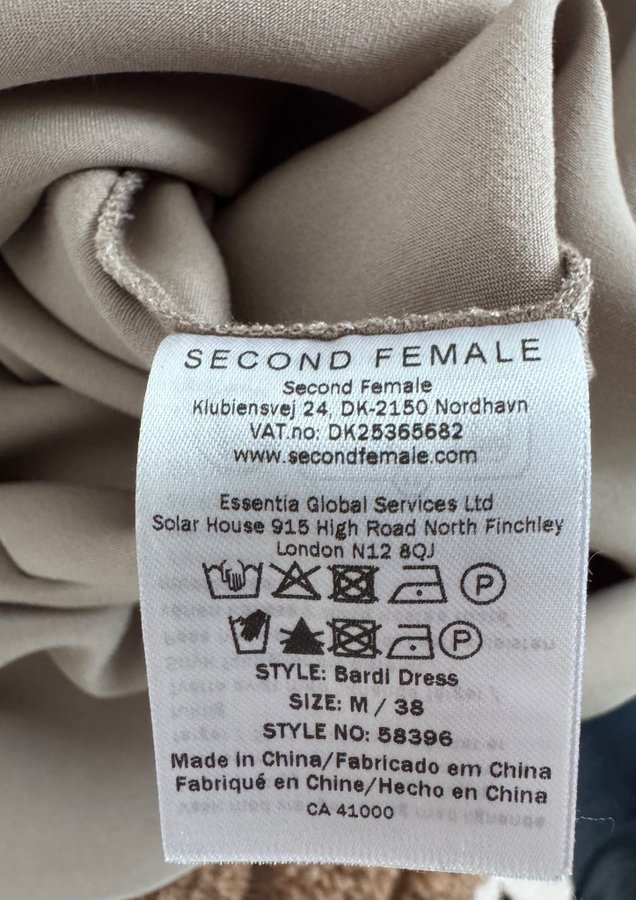 SECOND FEMALE
Second Female
Klubiensvej 24, DK-2150 Nordhavn
VAT.no: DK25365682
www.secondfemale.com
Essentia Global Services Ltd
Solar House 915 High Road North Finchley
London N12 8QJ
P
P
STYLE: Bardi Dress
SIZE: M / 38
STYLE NO: 58396
Made in China/Fabricado em China
Fabriqué en Chine/Hecho en China
CA 41000